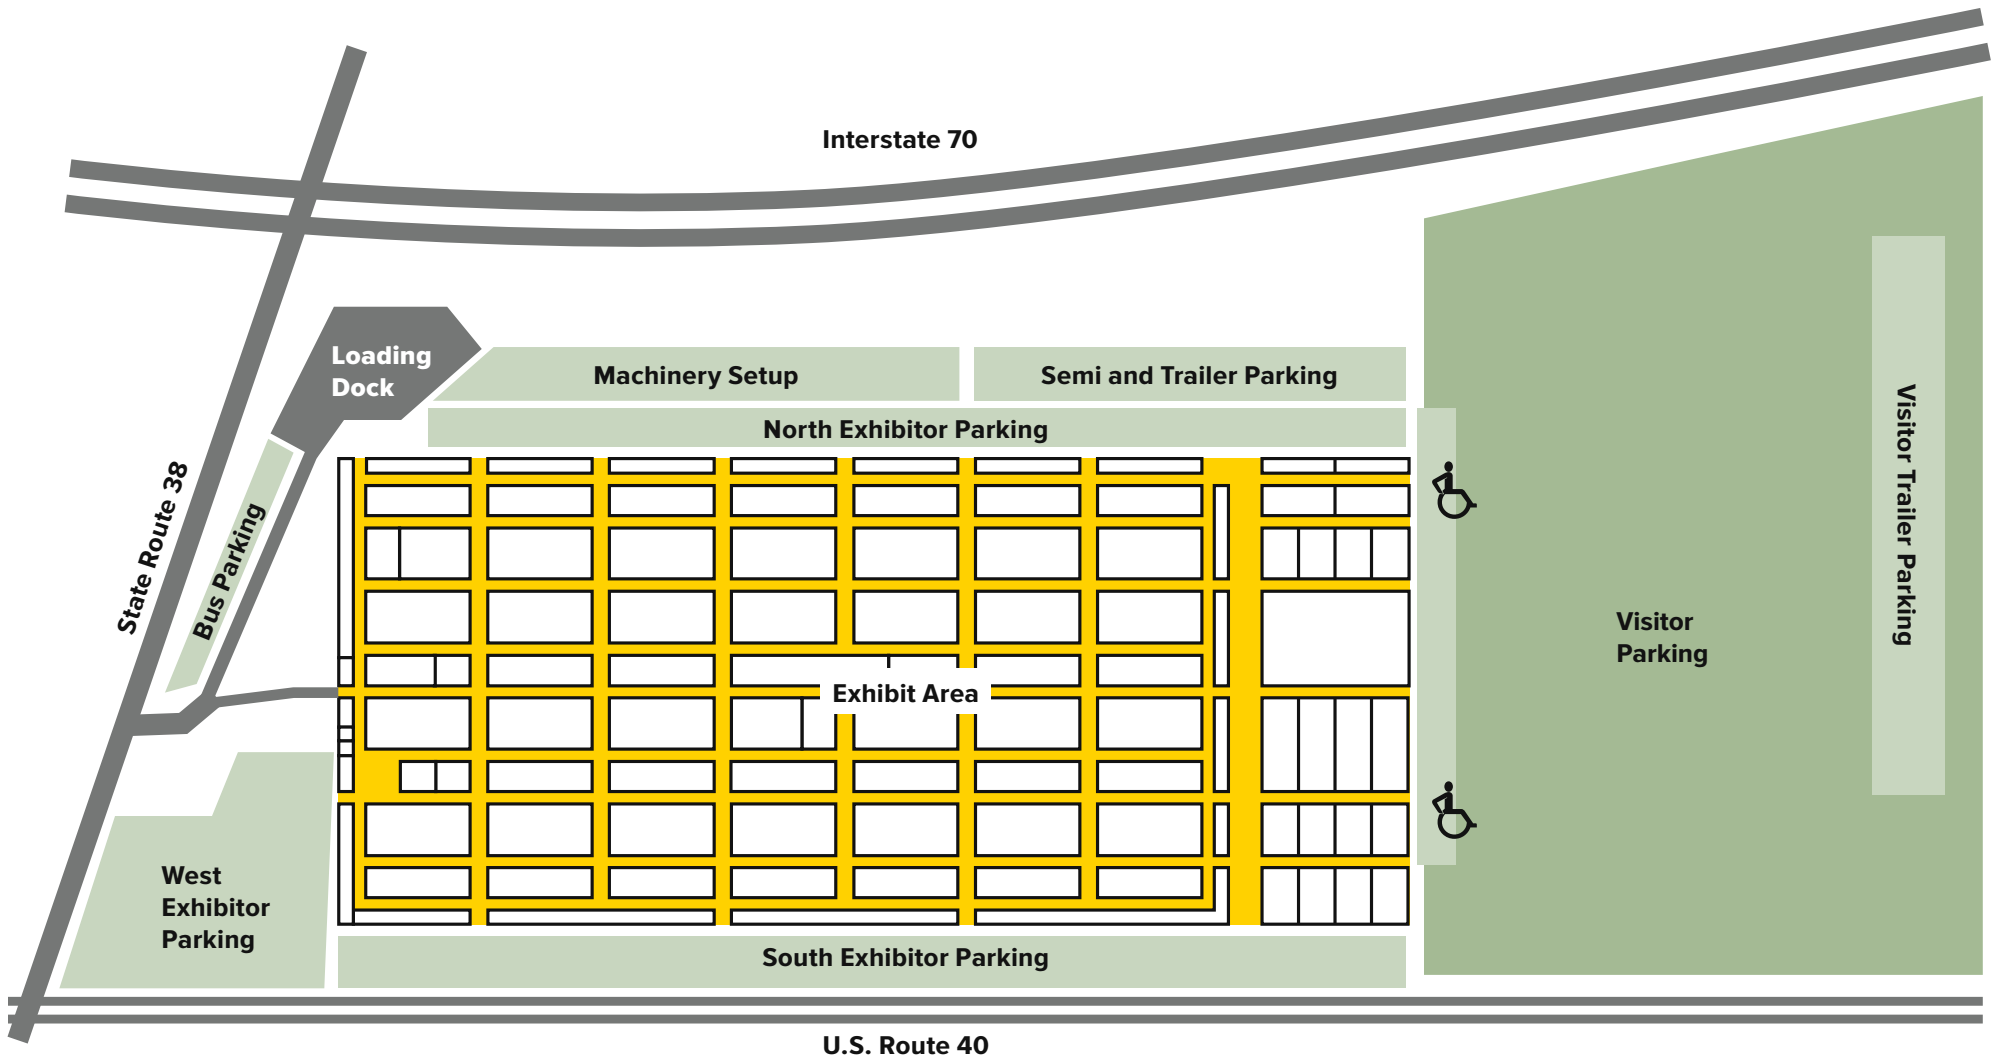 Interstate 70
Loading
Dock
Machinery Setup
Semi and Trailer Parking
North Exhibitor Parking
State Route 38
Bus Parking
Visitor Trailer Parking
Visitor
Parking
Exhibit Area
West
Exhibitor
Parking
South Exhibitor Parking
U.S. Route 40